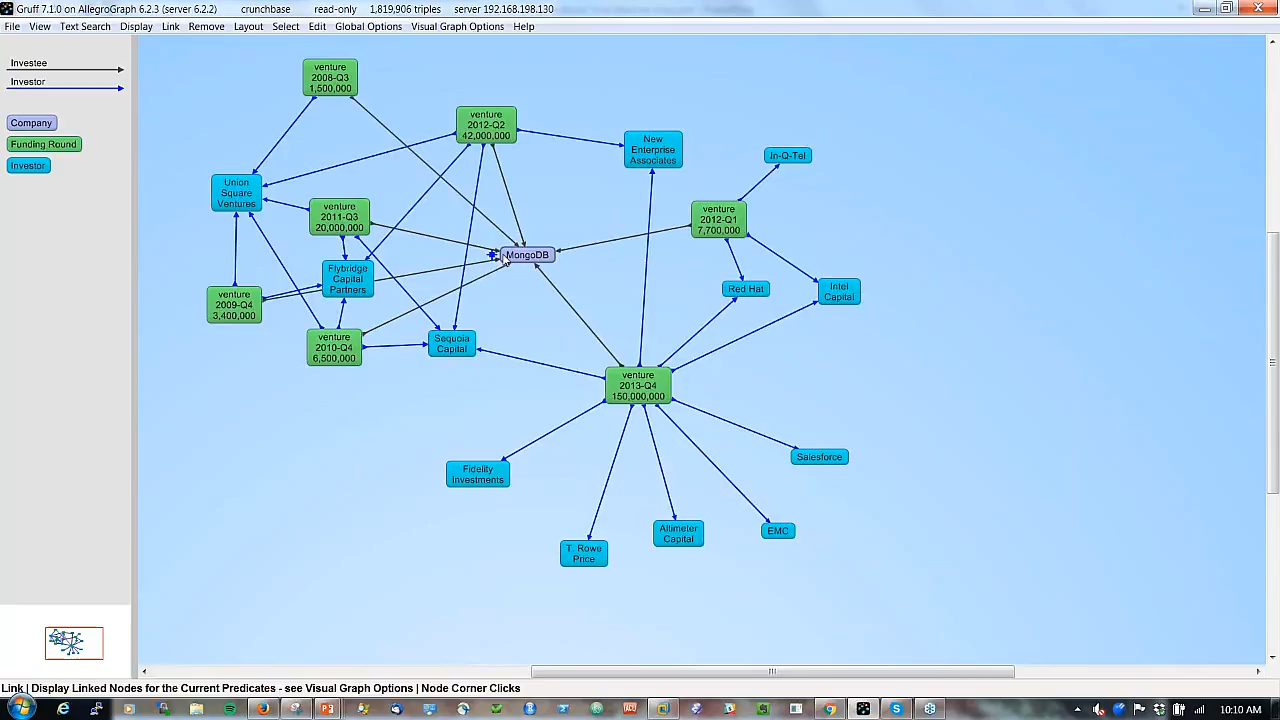 Gruff 7.1.0 on AllegroGraph 6.2.3 (server 6.2.2) crunchbase read-only 1,819,906 triples server 192.168.198.130
File View Text Search Display Link Remove Layout Select Edit Global Options Visual Graph Options Help
Investee
Investor
Company
Funding Round
Investor
venture
2008-Q3
1,500,000
venture
2012-Q2
42,000,000
New
Enterprise
Associates
In-Q-Tel
Union
Square
Ventures
venture
2011-Q3
20,000,000
venture
2012-Q1
7,700,000
MongoDB
Flybridge
Capital
Partners
Red Hat
Intel
Capital
venture
2009-Q4
3,400,000
venture
2010-Q4
6,500,000
Sequoia
Capital
venture
2013-Q4
150,000,000
Fidelity
Investments
Salesforce
T. Rowe
Price
Altimeter
Capital
EMC
Link | Display Linked Nodes for the Current Predicates - see Visual Graph Options | Node Corner Clicks
10:10 AM